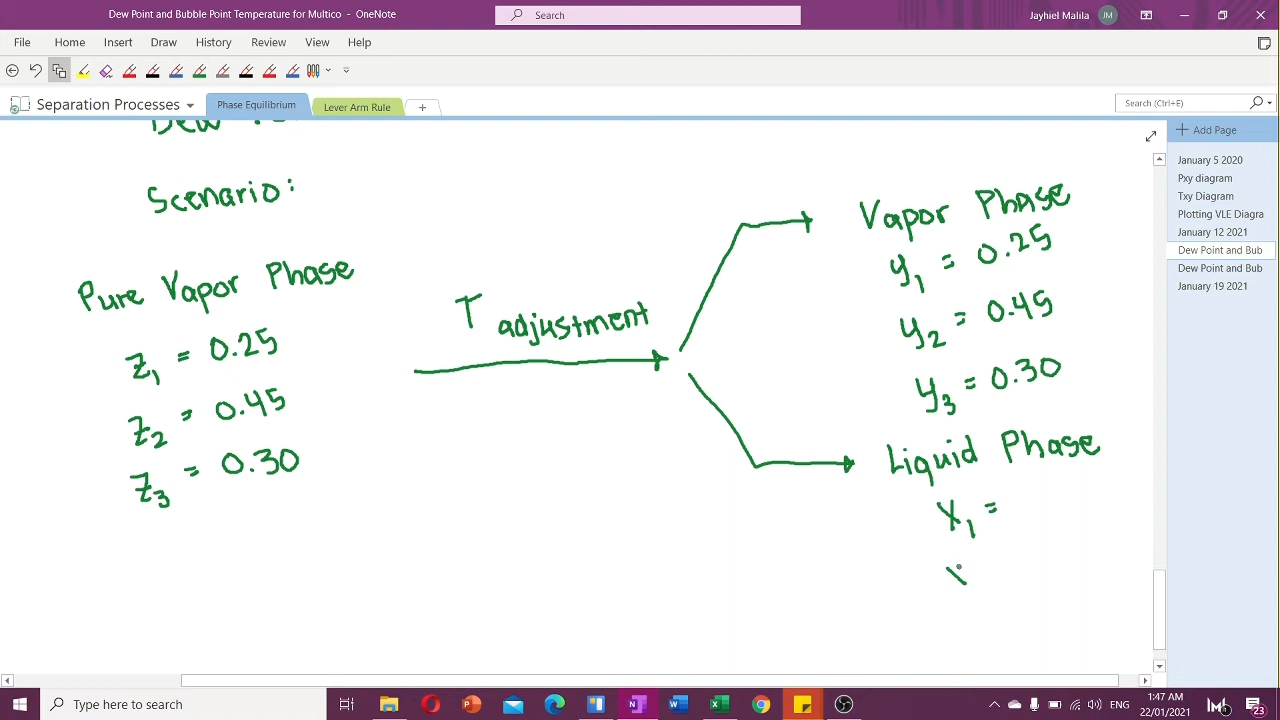 Dew Point and Bubble Point Temperature for Multico - OneNote
Search
Jayhiel Malila JM
File Home Insert Draw History Review View Help
Separation Processes Phase Equilibrium Lever Arm Rule
Search (Ctrl+E)
Add Page
January 5 2020
Pxy diagram
Txy Diagram
Plotting VLE Diagra
January 12 2021
Dew Point and Bub
Dew Point and Bub
January 19 2021
Dew
Scenario:
Pure Vapor Phase
z₁ = 0.25
z₂ = 0.45
z₃ = 0.30
T adjustment
Vapor Phase
y₁ = 0.25
y₂ = 0.45
y₃ = 0.30
Liquid Phase
x₁ =
Type here to search
1:47 AM
22/01/2021
23